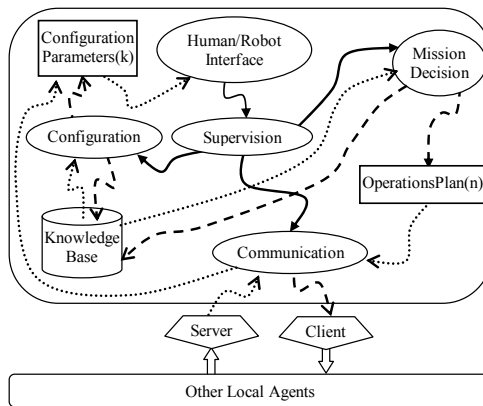 Configuration
Parameters(k)
Human/Robot
Interface
Mission
Decision
Configuration
Supervision
OperationsPlan(n)
Knowledge
Base
Communication
Server
Client
Other Local Agents